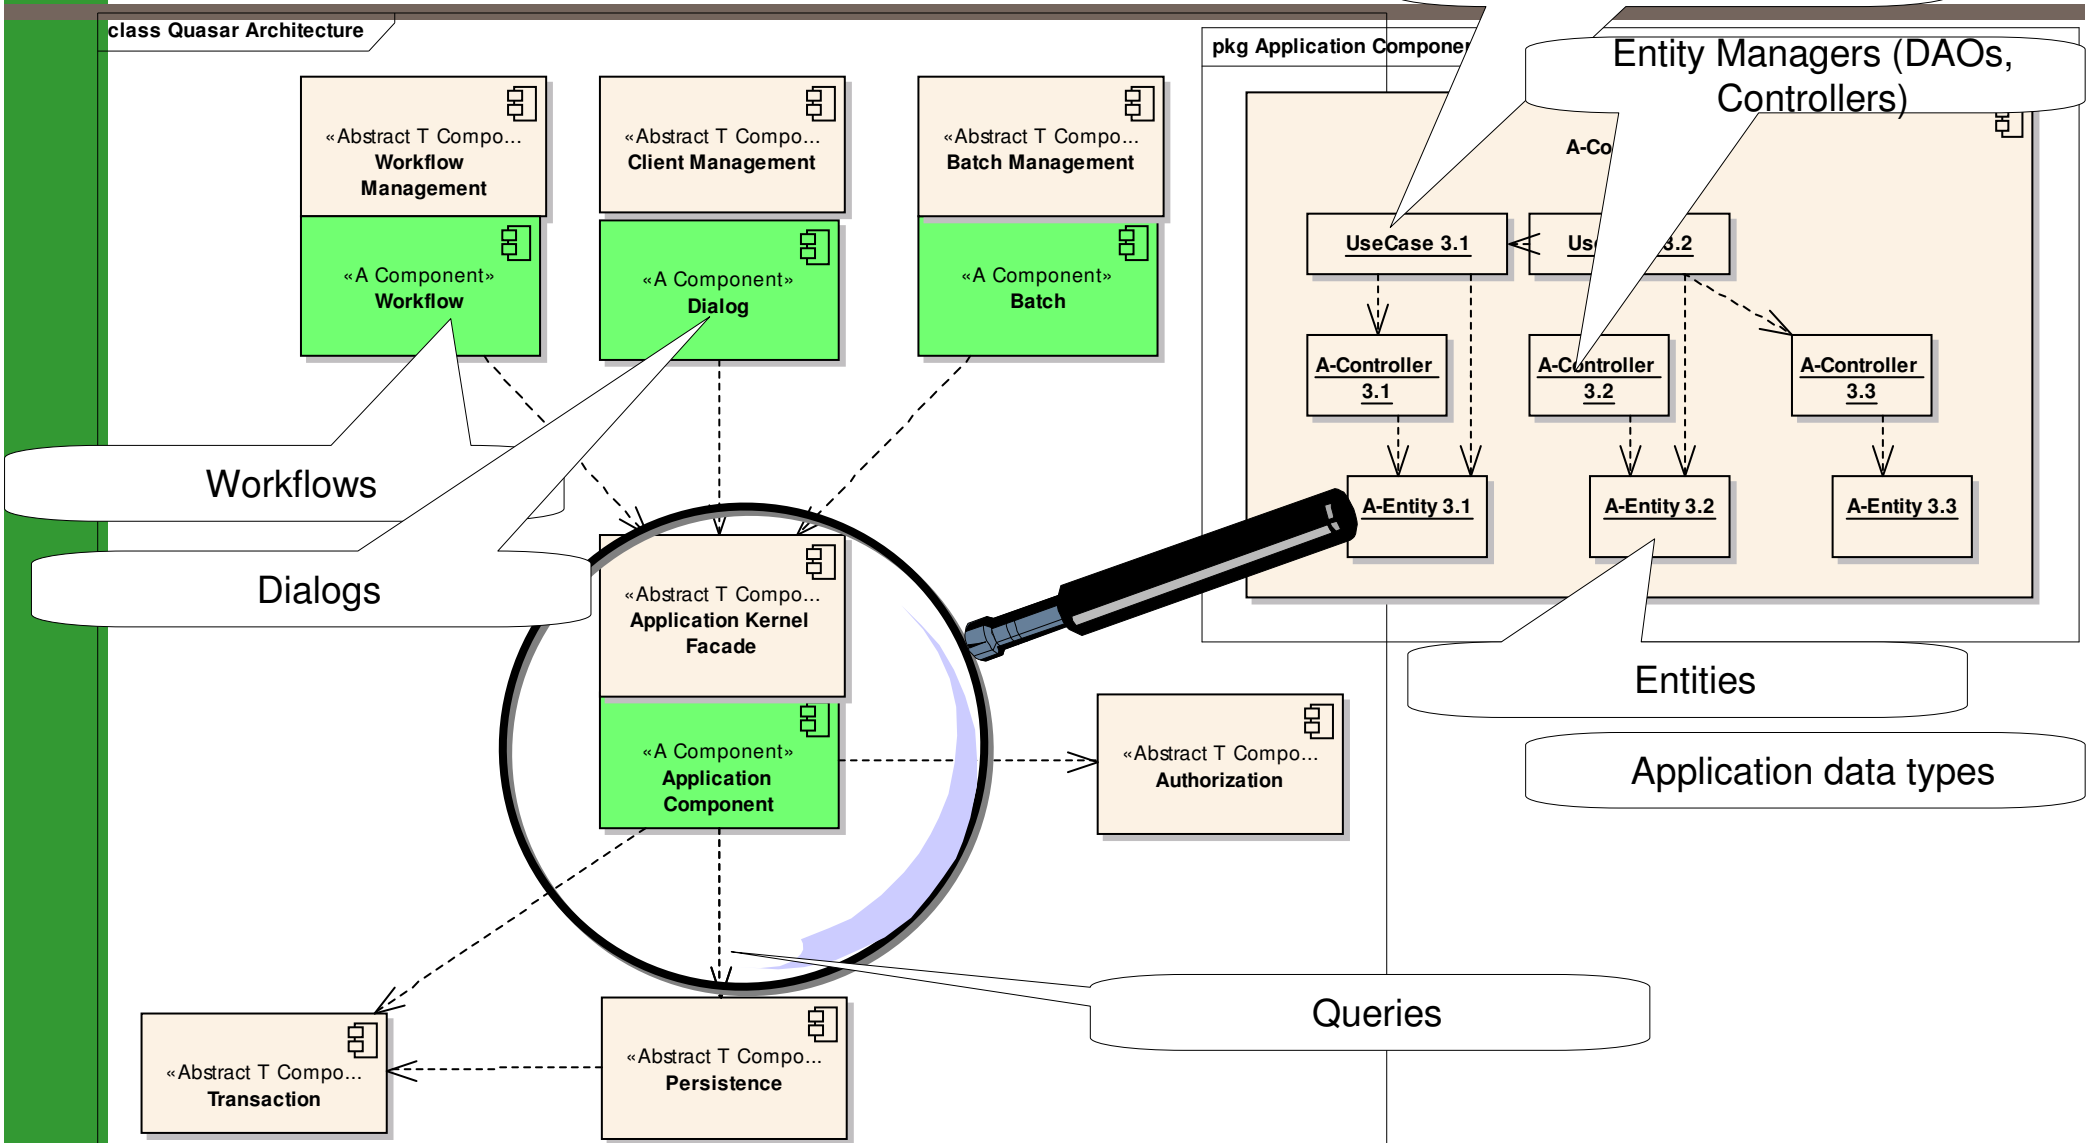 class Quasar Architecture
«Abstract T Compo...
Workflow
Management
«A Component»
Workflow
«Abstract T Compo...
Client Management
«A Component»
Dialog
«Abstract T Compo...
Batch Management
«A Component»
Batch
Workflows
Dialogs
«Abstract T Compo...
Application Kernel
Facade
«A Component»
Application
Component
«Abstract T Compo...
Authorization
«Abstract T Compo...
Transaction
«Abstract T Compo...
Persistence
Queries
pkg Application
Entity Managers (DAOs,
Controllers)
UseCase 3.1
3.2
A-Controller
3.1
A-Controller
3.2
A-Controller
3.3
A-Entity 3.1
A-Entity 3.2
A-Entity 3.3
Entities
Application data types